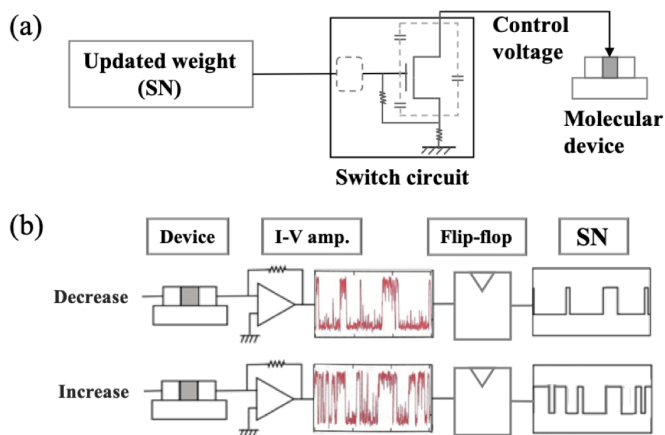 (a)
Updated weight
(SN)
Control
voltage
Molecular
device
Switch circuit
(b)
Device
I-V amp.
Flip-flop
SN
Decrease
Increase